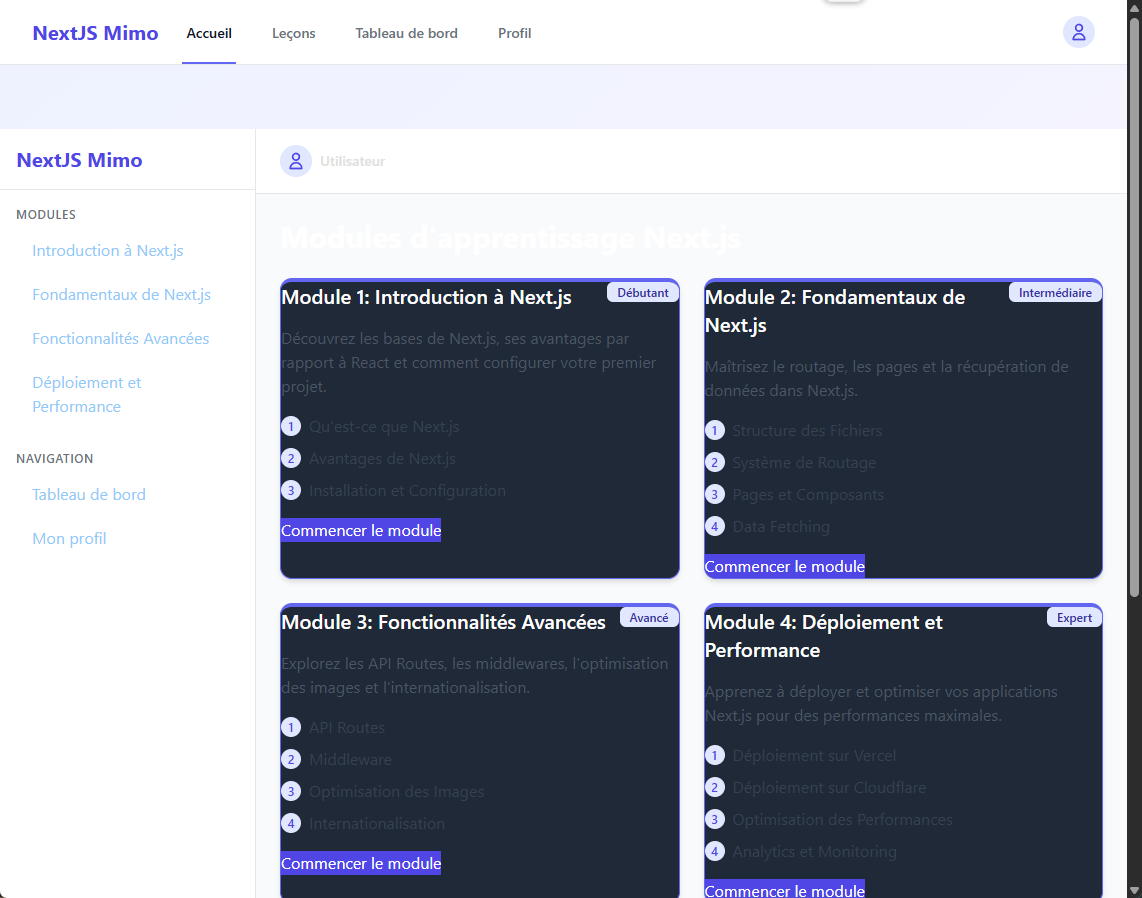 NextJS Mimo
Accueil
Leçons
Tableau de bord
Profil
NextJS Mimo
MODULES
Introduction à Next.js
Fondamentaux de Next.js
Fonctionnalités Avancées
Déploiement et
Performance
NAVIGATION
Tableau de bord
Mon profil
Utilisateur
Modules d'apprentissage Next.js
Module 1: Introduction à Next.js
Débutant
Découvrez les bases de Next.js, ses avantages par
rapport à React et comment configurer votre premier
projet.
1 Qu'est-ce que Next.js
2 Avantages de Next.js
3 Installation et Configuration
Commencer le module
Module 2: Fondamentaux de
Next.js
Intermédiaire
Maîtrisez le routage, les pages et la récupération de
données dans Next.js.
1 Structure des Fichiers
2 Système de Routage
3 Pages et Composants
4 Data Fetching
Commencer le module
Module 3: Fonctionnalités Avancées
Avancé
Explorez les API Routes, les middlewares, l'optimisation
des images et l'internationalisation.
1 API Routes
2 Middleware
3 Optimisation des Images
4 Internationalisation
Commencer le module
Module 4: Déploiement et
Performance
Expert
Apprenez à déployer et optimiser vos applications
Next.js pour des performances maximales.
1 Déploiement sur Vercel
2 Déploiement sur Cloudflare
3 Optimisation des Performances
4 Analytics et Monitoring
Commencer le module